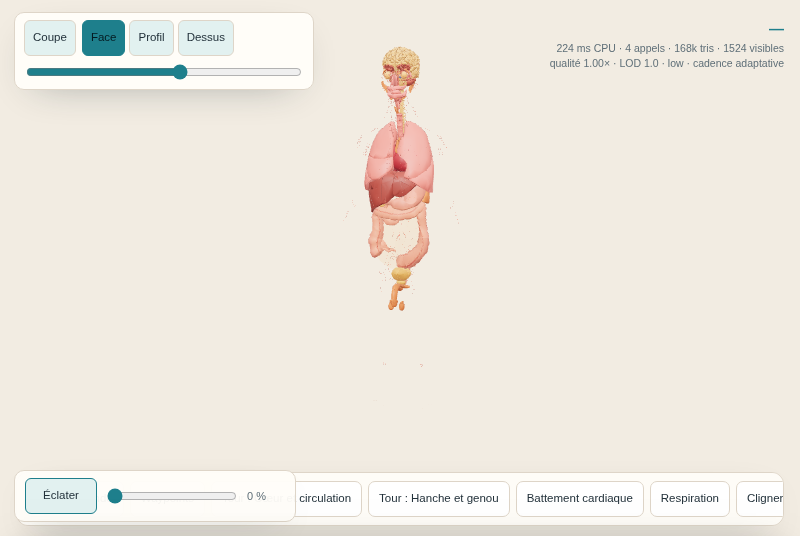 Coupe Face Profil Dessus
—
224 ms CPU · 4 appels · 168k tris · 1524 visibles
qualité 1.00× · LOD 1.0 · low · cadence adaptative
Éclater 0 % circulation Tour : Hanche et genou Battement cardiaque Respiration Cligner